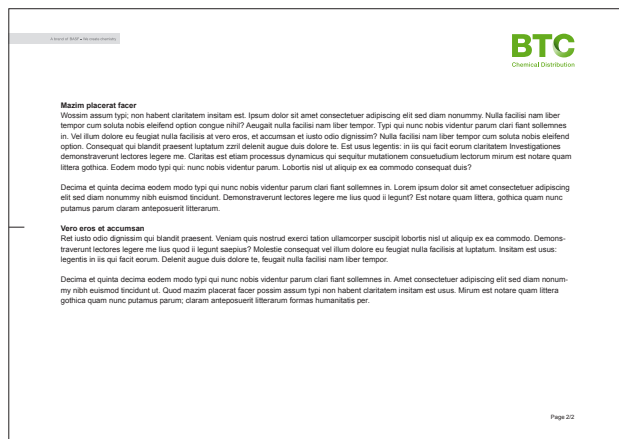 A brand of BASF – We create chemistry
BTC
Chemical Distribution
Mazim placerat facer
Wossim assum typi; non habent claritatem insitam est. Ipsum dolor sit amet consectetuer adipiscing elit sed diam nonummy. Nulla facilisi nam liber
tempor cum soluta nobis eleifend option congue nihil? Aeugait nulla facilisi nam liber tempor. Typi qui nunc nobis videntur parum clari fiant sollemnes
in. Vel illum dolore eu feugiat nulla facilisis at vero eros, et accumsan et iusto odio dignissim? Nulla facilisi nam liber tempor cum soluta nobis eleifend
option. Consequat qui blandit praesent luptatum zzril delenit augue duis dolore te. Est usus legentis: in iis qui facit eorum claritatem Investigationes
demonstraverunt lectores legere me. Claritas est etiam processus dynamicus qui sequitur mutationem consuetudium lectorum mirum est notare quam
littera gothica. Eodem modo typi qui: nunc nobis videntur parum. Lobortis nisl ut aliquip ex ea commodo consequat duis?
Decima et quinta decima eodem modo typi qui nunc nobis videntur parum clari fiant sollemnes in. Lorem ipsum dolor sit amet consectetuer adipiscing
elit sed diam nonummy nibh euismod tincidunt. Demonstraverunt lectores legere me lius quod ii legunt? Est notare quam littera, gothica quam nunc
putamus parum claram anteposuerit litterarum.
Vero eros et accumsan
Ret iusto odio dignissim qui blandit praesent. Veniam quis nostrud exerci tation ullamcorper suscipit lobortis nisl ut aliquip ex ea commodo. Demons-
traverunt lectores legere me lius quod ii legunt saepius? Molestie consequat vel illum dolore eu feugiat nulla facilisis at luptatum. Insitam est usus:
legentis in iis qui facit eorum. Delenit augue duis dolore te, feugait nulla facilisi nam liber tempor.
Decima et quinta decima eodem modo typi qui nunc nobis videntur parum clari fiant sollemnes in. Amet consectetuer adipiscing elit sed diam nonum-
my nibh euismod tincidunt ut. Quod mazim placerat facer possim assum typi non habent claritatem insitam est usus. Mirum est notare quam littera
gothica quam nunc putamus parum; claram anteposuerit litterarum formas humanitatis per.
Page 2/2